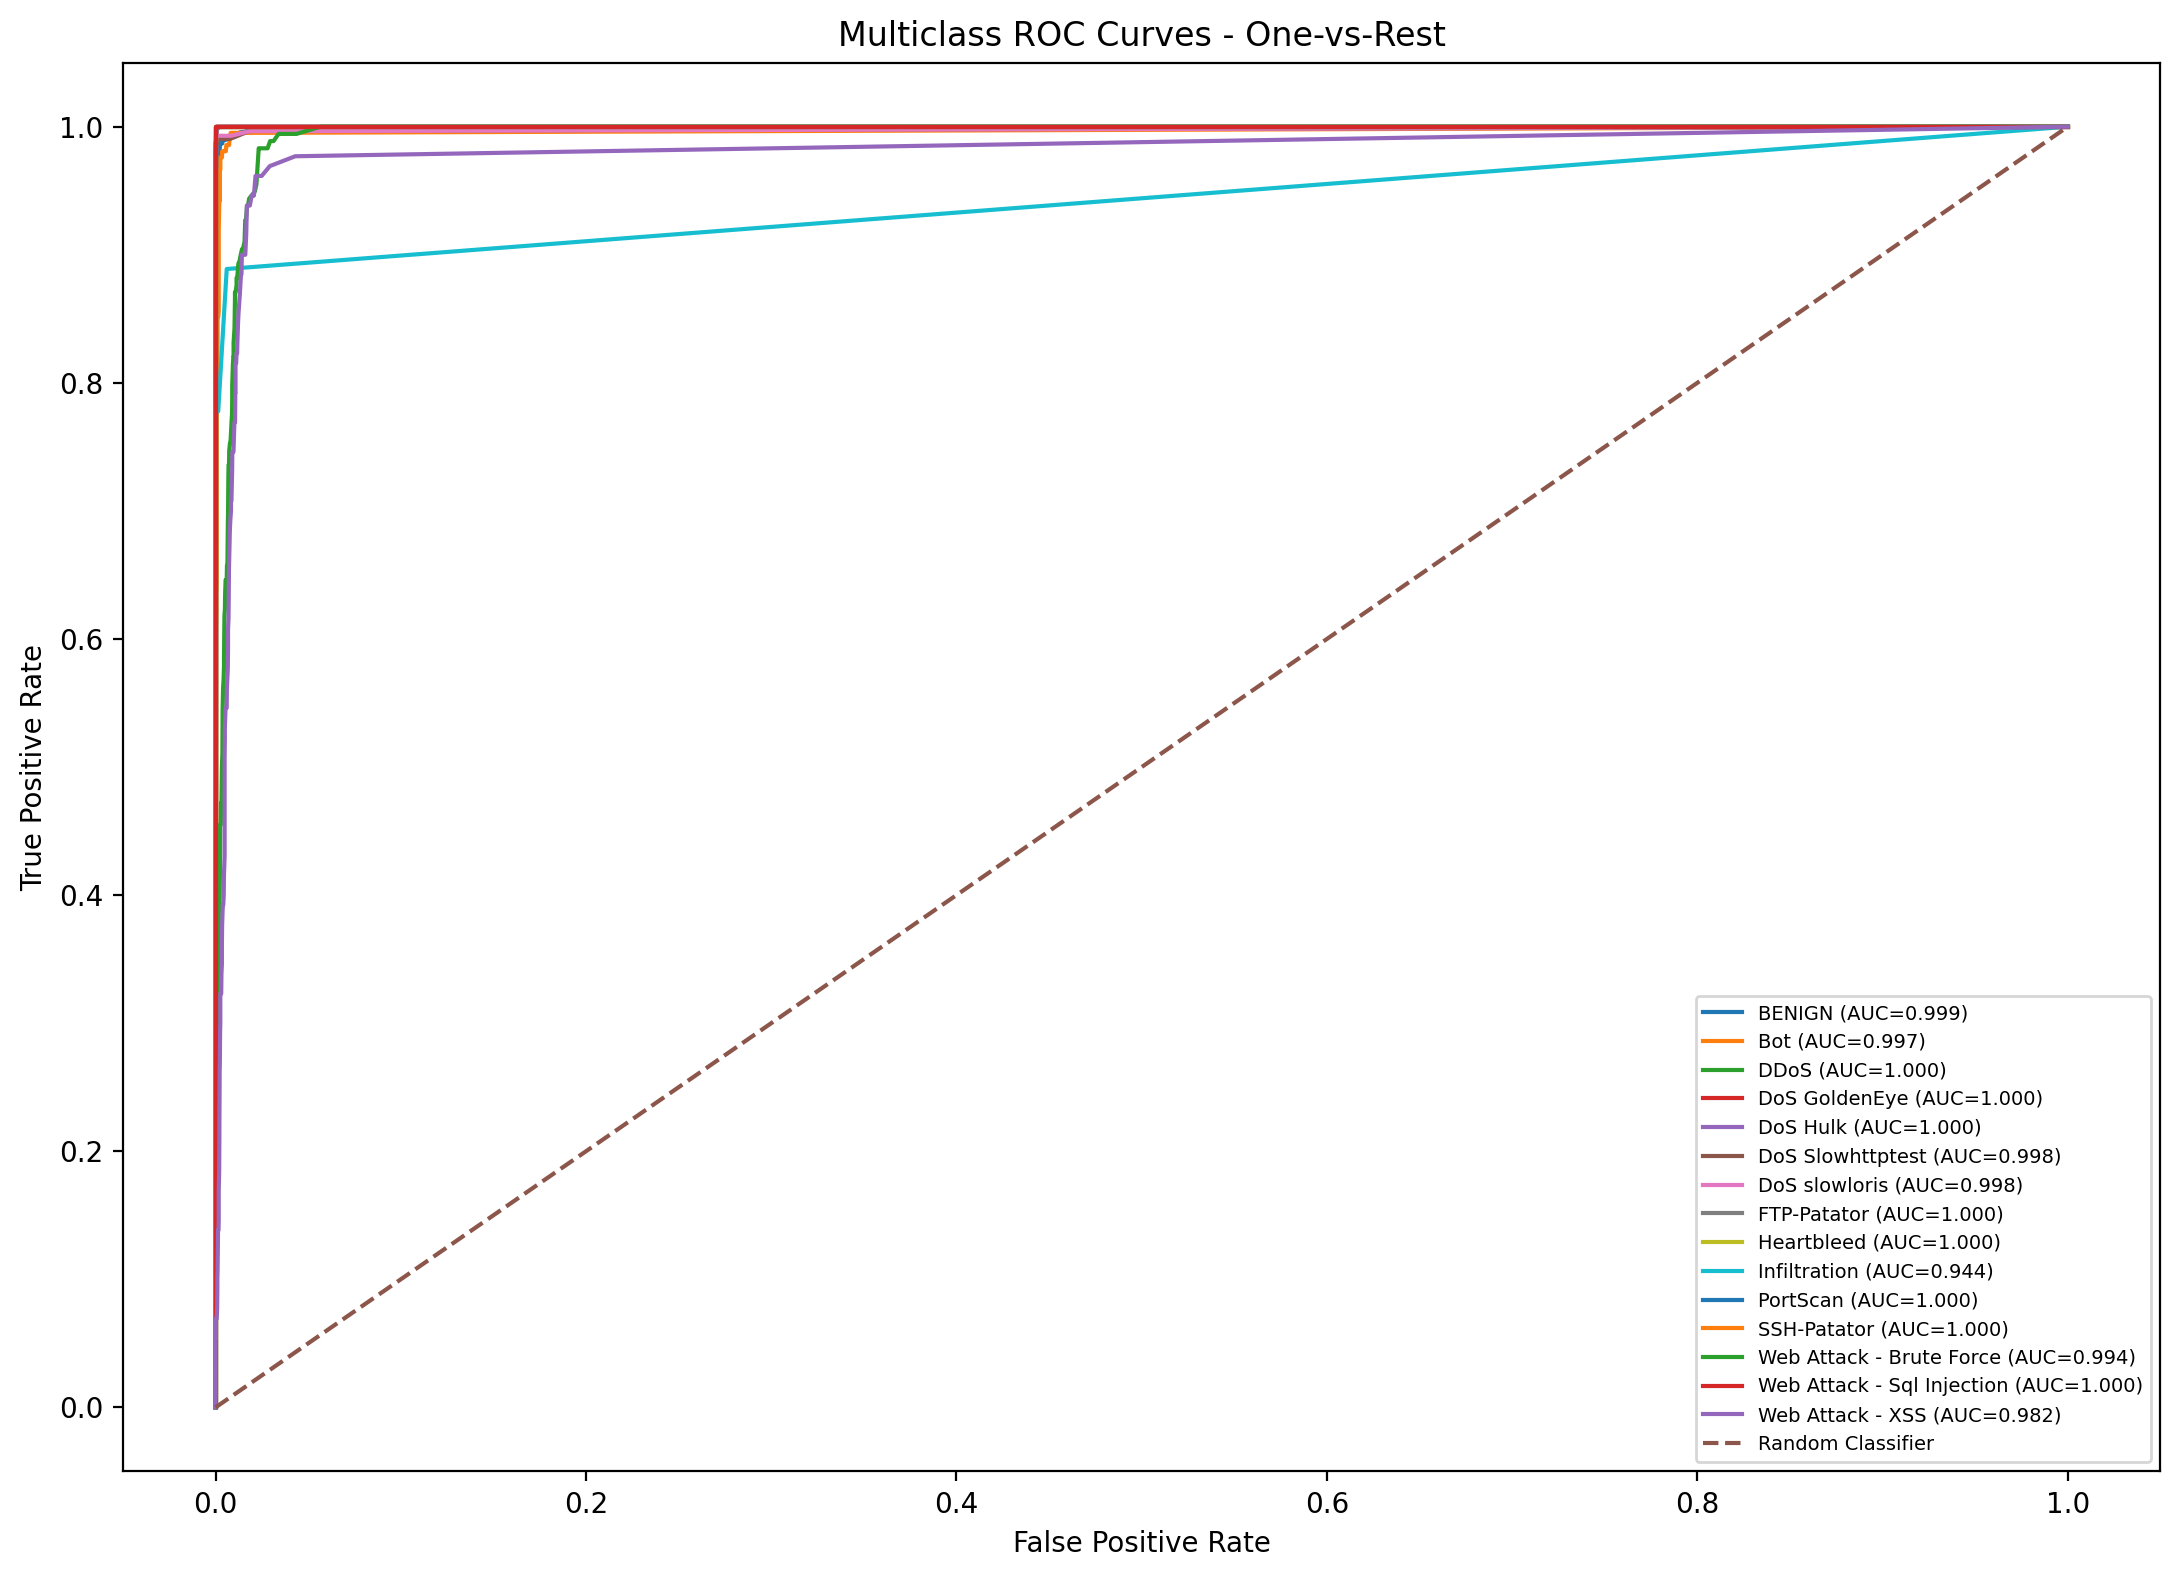 Multiclass ROC Curves - One-vs-Rest
1.0
0.8
0.6
0.4
0.2
0.0
True Positive Rate
BENIGN (AUC=0.999)
Bot (AUC=0.997)
DDoS (AUC=1.000)
DoS GoldenEye (AUC=1.000)
DoS Hulk (AUC=1.000)
DoS Slowhttptest (AUC=0.998)
DoS slowloris (AUC=0.998)
FTP-Patator (AUC=1.000)
Heartbleed (AUC=1.000)
Infiltration (AUC=0.944)
PortScan (AUC=1.000)
SSH-Patator (AUC=1.000)
Web Attack - Brute Force (AUC=0.994)
Web Attack - Sql Injection (AUC=1.000)
Web Attack - XSS (AUC=0.982)
Random Classifier
0.0 0.2 0.4 0.6 0.8 1.0
False Positive Rate